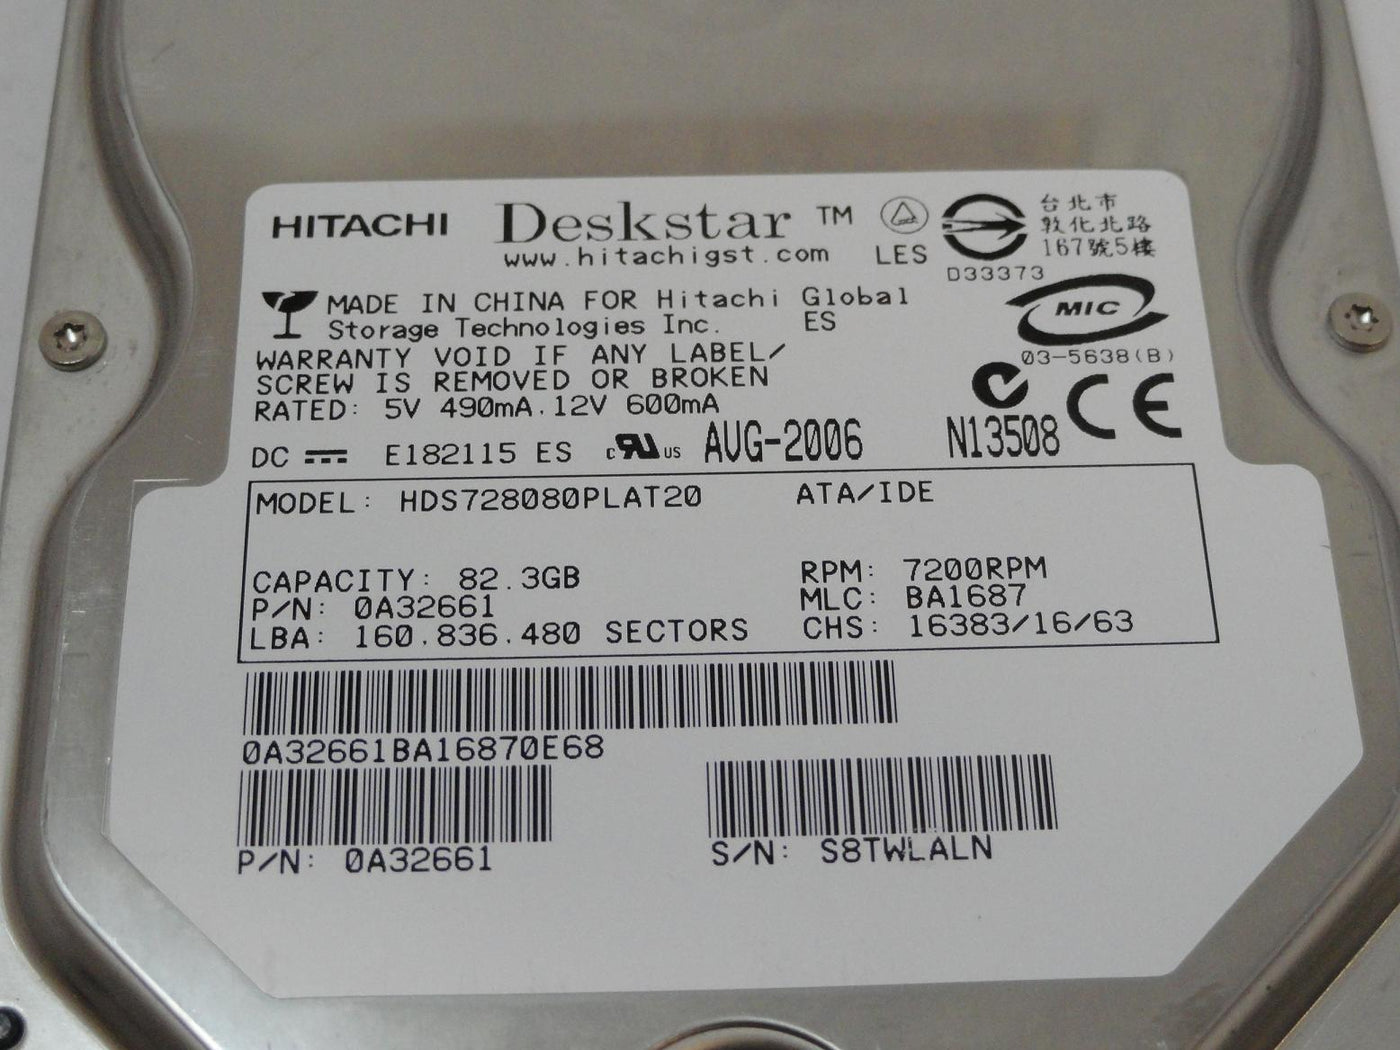 HITACHI Deskstar ™
www.hitachigst.com
LES
D33373
台北市
敦化北路
167號5樓
MADE IN CHINA FOR Hitachi Global
Storage Technologies Inc. ES
MIC
03-5638(B)
WARRANTY VOID IF ANY LABEL/
SCREW IS REMOVED OR BROKEN
RATED: 5V 490mA.12V 600mA
CE
DC E182115 ES c RU US AUG-2006 N13508
MODEL: HDS728080PLAT20 ATA/IDE
CAPACITY: 82.3GB RPM: 7200RPM
P/N: 0A32661 MLC: BA1687
LBA: 160.836.480 SECTORS CHS: 16383/16/63
0A32661BA16870E68
P/N: 0A32661 S/N: S8TWLALN